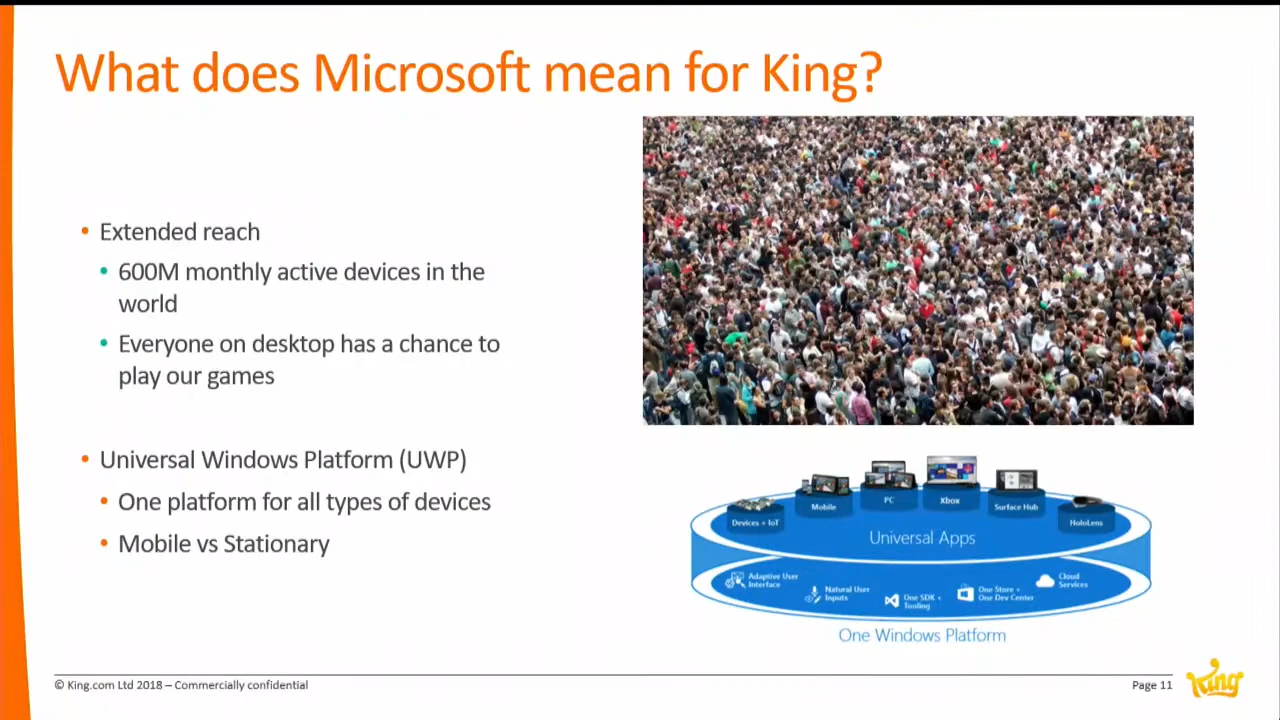 What does Microsoft mean for King?
• Extended reach
• 600M monthly active devices in the
world
• Everyone on desktop has a chance to
play our games
• Universal Windows Platform (UWP)
• One platform for all types of devices
• Mobile vs Stationary
Devices + IoT
Mobile
PC
Xbox
Surface Hub
HoloLens
Universal Apps
Adaptive User
Interface
Natural User
Inputs
One SDK +
Tooling
One Store +
One Dev Center
Cloud
Services
One Windows Platform
© King.com Ltd 2018 – Commercially confidential
Page 11
King